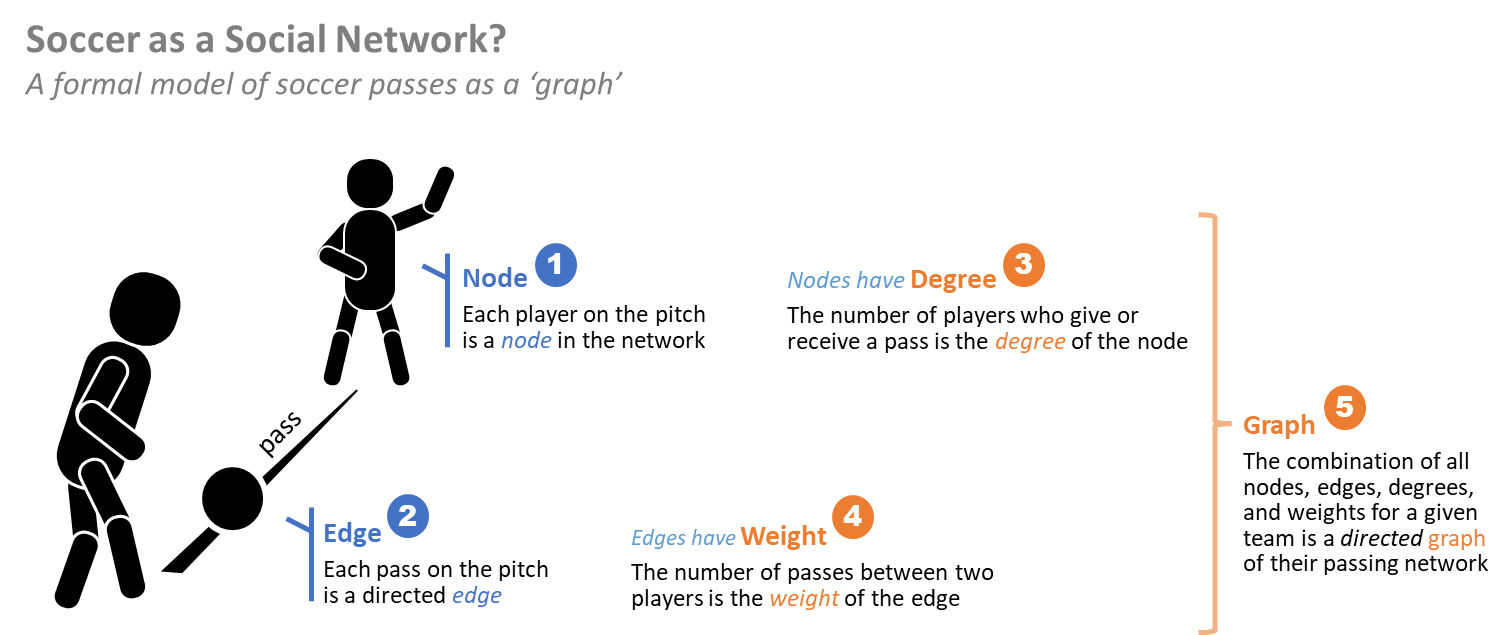 Soccer as a Social Network?
A formal model of soccer passes as a ‘graph’
Node 1
Each player on the pitch
is a node in the network
Nodes have Degree 3
The number of players who give or
receive a pass is the degree of the node
pass
Edge 2
Each pass on the pitch
is a directed edge
Edges have Weight 4
The number of passes between two
players is the weight of the edge
Graph 5
The combination of all
nodes, edges, degrees,
and weights for a given
team is a directed graph
of their passing network